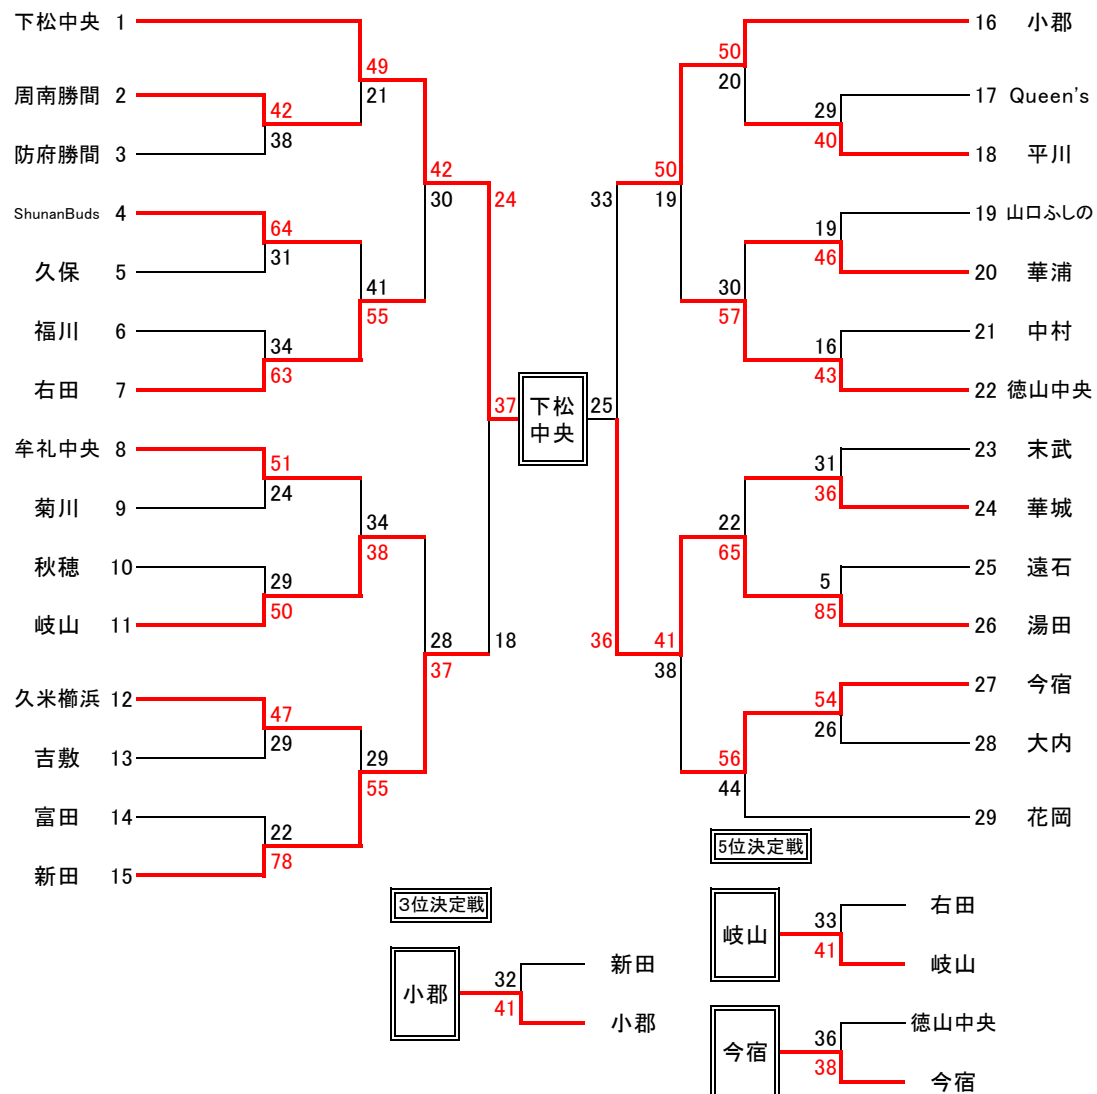 下松中央 1
周南勝間 2
防府勝間 3
ShunanBuds 4
久保 5
福川 6
右田 7
牟礼中央 8
菊川 9
秋穂 10
岐山 11
久米櫛浜 12
吉敷 13
富田 14
新田 15
42
38
64
31
34
63
51
24
29
50
47
29
22
78
49
21
41
55
34
38
29
55
42
30
28
37
24
18
37
下松
中央
25
33
36
50
19
41
38
50
20
30
57
22
65
56
44
29
40
19
46
16
43
31
36
5
85
54
26
16 小郡
17 Queen's
18 平川
19 山口ふしの
20 華浦
21 中村
22 徳山中央
23 末武
24 華城
25 遠石
26 湯田
27 今宿
28 大内
29 花岡
3位決定戦
小郡
32
41
新田
小郡
5位決定戦
岐山
33
41
右田
岐山
今宿
36
38
徳山中央
今宿